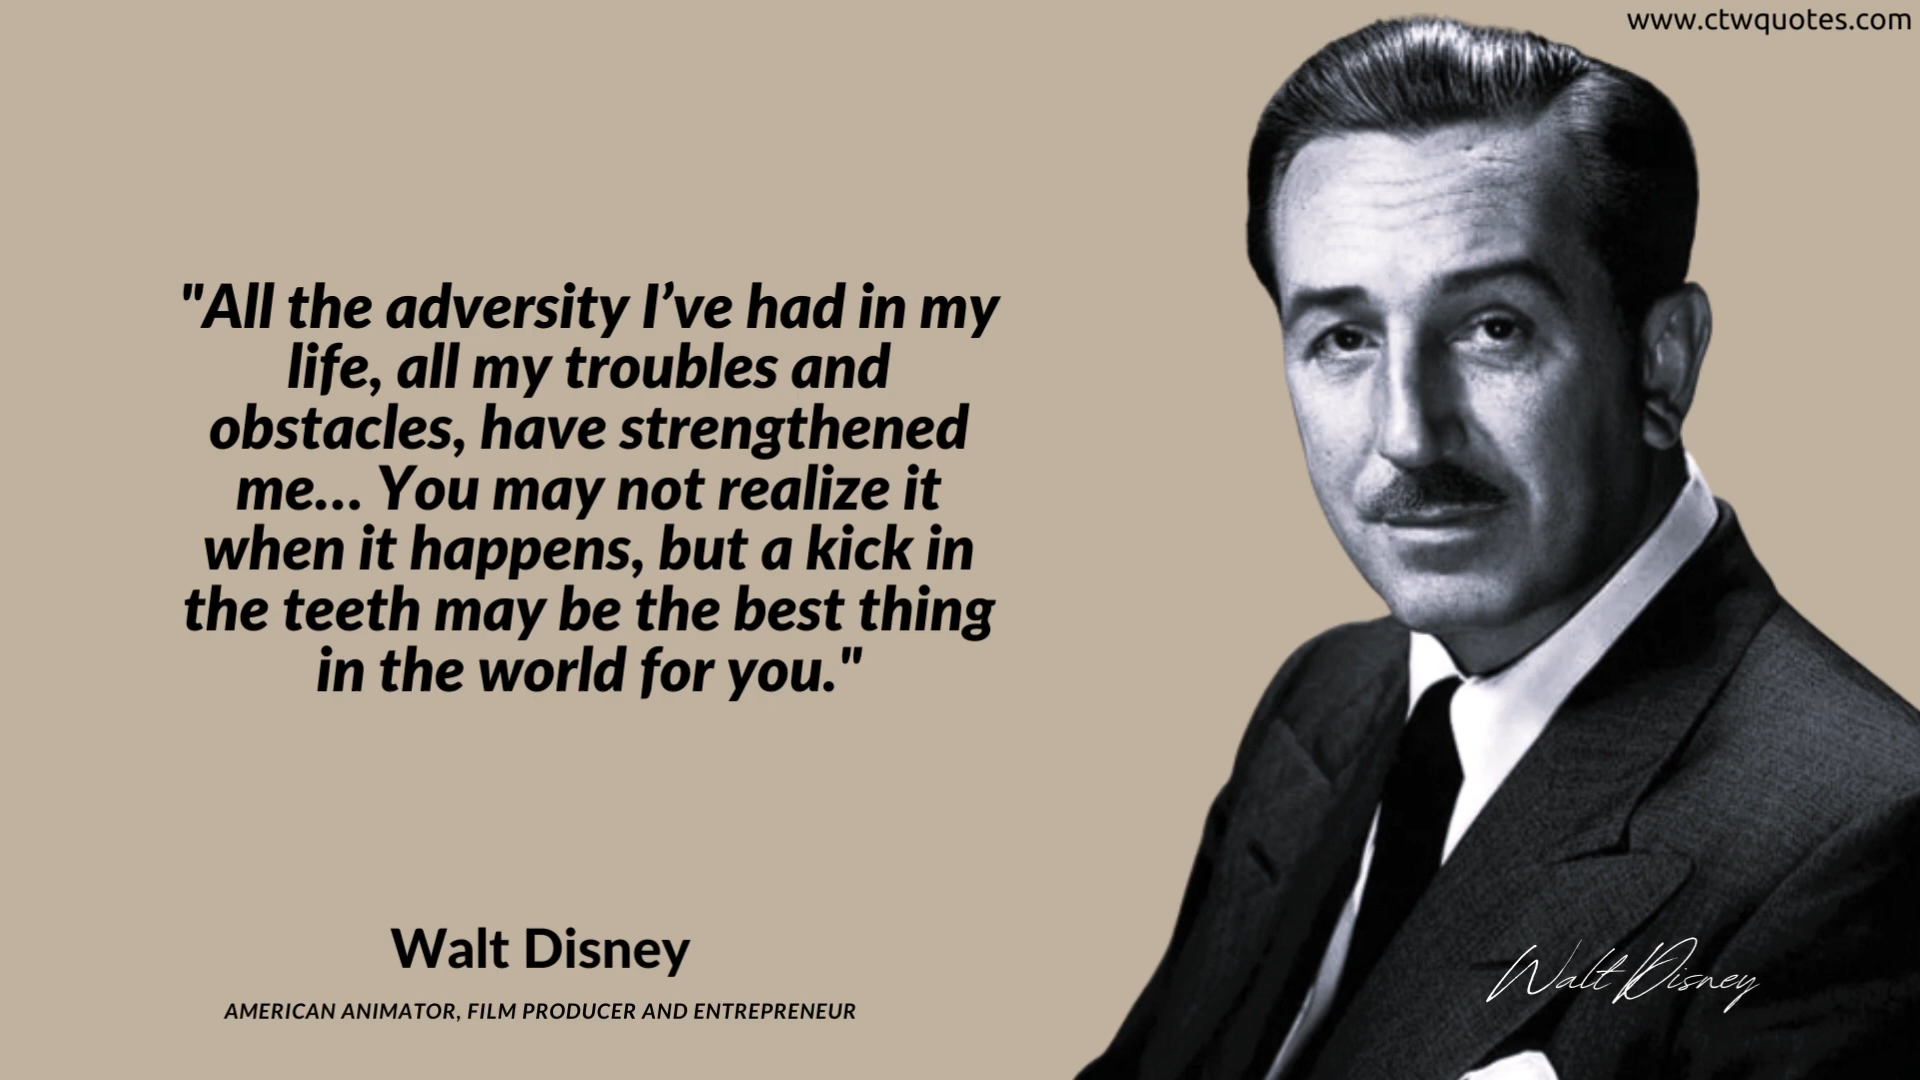 www.ctwquotes.com
"All the adversity I’ve had in my
life, all my troubles and
obstacles, have strengthened
me... You may not realize it
when it happens, but a kick in
the teeth may be the best thing
in the world for you."
Walt Disney
AMERICAN ANIMATOR, FILM PRODUCER AND ENTREPRENEUR
Walt Disney